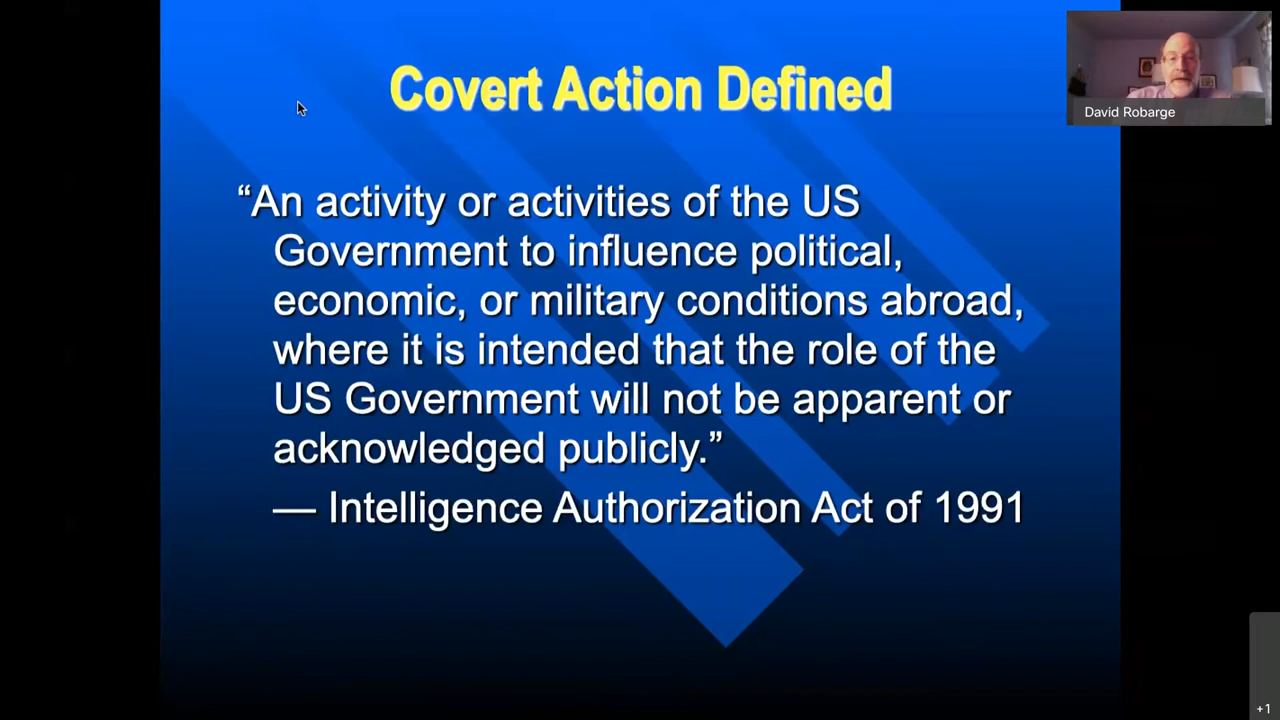 Covert Action Defined
David Robarge
“An activity or activities of the US
Government to influence political,
economic, or military conditions abroad,
where it is intended that the role of the
US Government will not be apparent or
acknowledged publicly.”
— Intelligence Authorization Act of 1991
+1